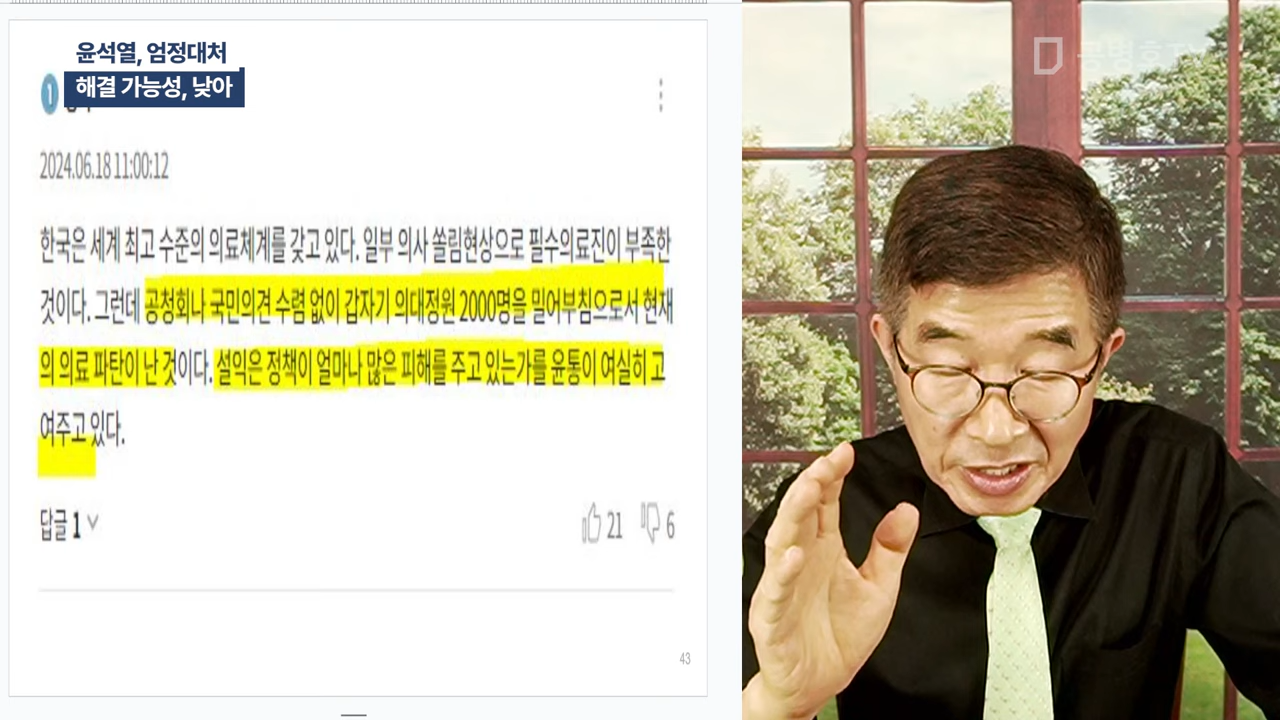 윤석열, 엄정대처
해결 가능성, 낮아
1
2024.06.18 11:00:12
한국은 세계 최고 수준의 의료체계를 갖고 있다. 일부 의사 쏠림현상으로 필수의료진이 부족한
것이다. 그런데 공청회나 국민의견 수렴 없이 갑자기 의대정원 2000명을 밀어부침으로서 현재
의 의료 파탄이 난 것이다. 설익은 정책이 얼마나 많은 피해를 주고 있는가를 윤통이 여실히 고
여주고 있다.
답글 1
21 6
43
공병호TV